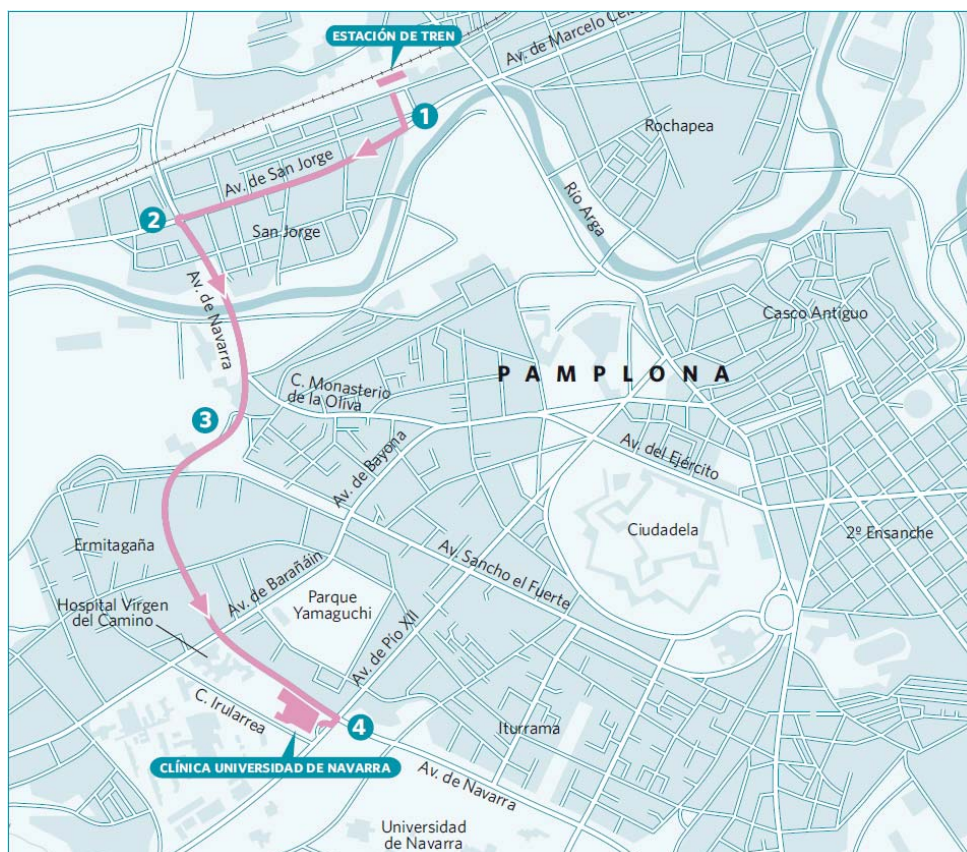 ESTACIÓN DE TREN
Av. de Marcelo Cel
1
Rochapea
Av. de San Jorge
2
San Jorge
Río Arga
Av. de Navarra
Casco Antiguo
PAMPLONA
C. Monasterio
de la Oliva
3
Av. de Bayona
Av. del Ejército
Ciudadela
2º Ensanche
Ermitagaña
Av. Sancho el Fuerte
Av. de Barañáin
Hospital Virgen
del Camino
Parque
Yamaguchi
Av. de Pío XII
C. Irularrea
4
Iturrama
CLÍNICA UNIVERSIDAD DE NAVARRA
Av. de Navarra
Universidad
de Navarra